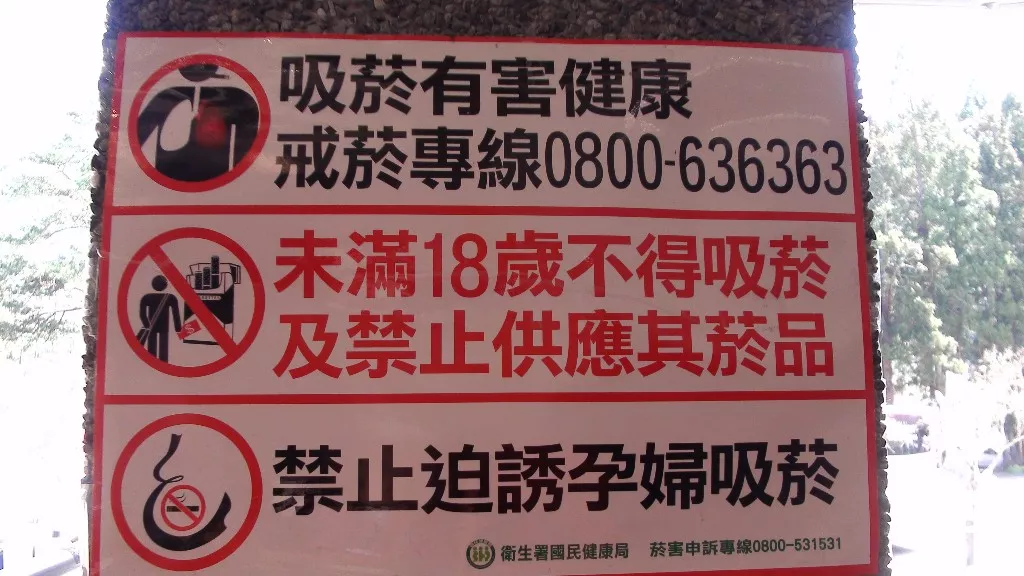 吸菸有害健康
戒菸專線0800-636363
未滿18歲不得吸菸
及禁止供應其菸品
禁止迫誘孕婦吸菸
衛生署國民健康局 菸害申訴專線0800-531531